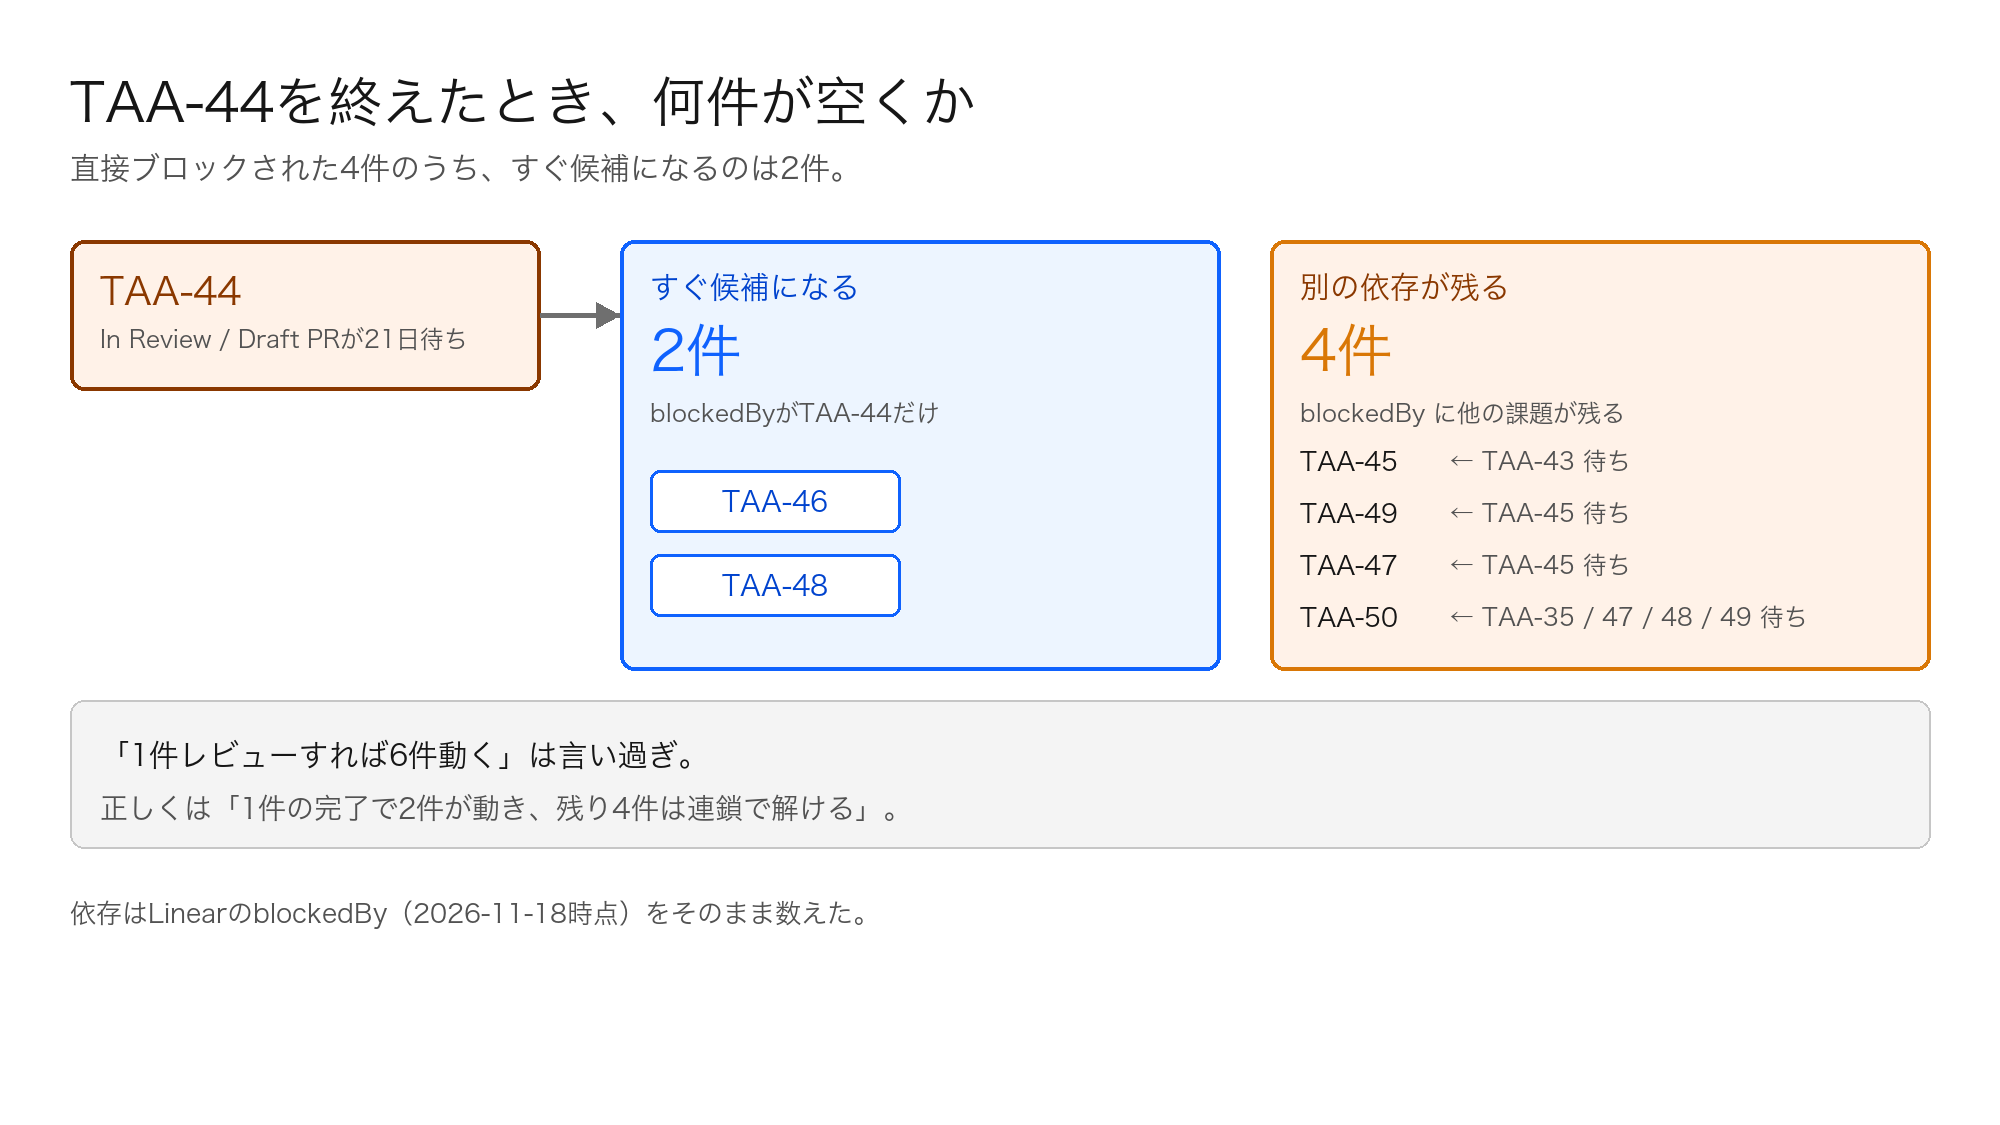 TAA-44を終えたとき、何件が空くか
直接ブロックされた4件のうち、すぐ候補になるのは2件。
TAA-44
In Review / Draft PRが21日待ち
すぐ候補になる
2件
blockedByがTAA-44だけ
TAA-46
TAA-48
別の依存が残る
4件
blockedBy に他の課題が残る
TAA-45 ← TAA-43 待ち
TAA-49 ← TAA-45 待ち
TAA-47 ← TAA-45 待ち
TAA-50 ← TAA-35 / 47 / 48 / 49 待ち
「1件レビューすれば6件動く」は言い過ぎ。
正しくは「1件の完了で2件が動き、残り4件は連鎖で解ける」。
依存はLinearのblockedBy（2026-11-18時点）をそのまま数えた。